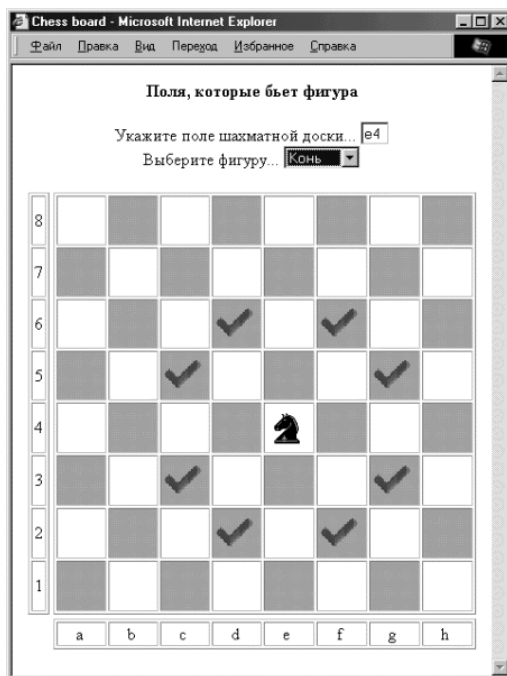 Chess board - Microsoft Internet Explorer
Файл Правка Вид Переход Избранное Справка
Поля, которые бьет фигура
Укажите поле шахматной доски... e4
Выберите фигуру... Конь
8
7
6
5
4
3
2
1
a b c d e f g h